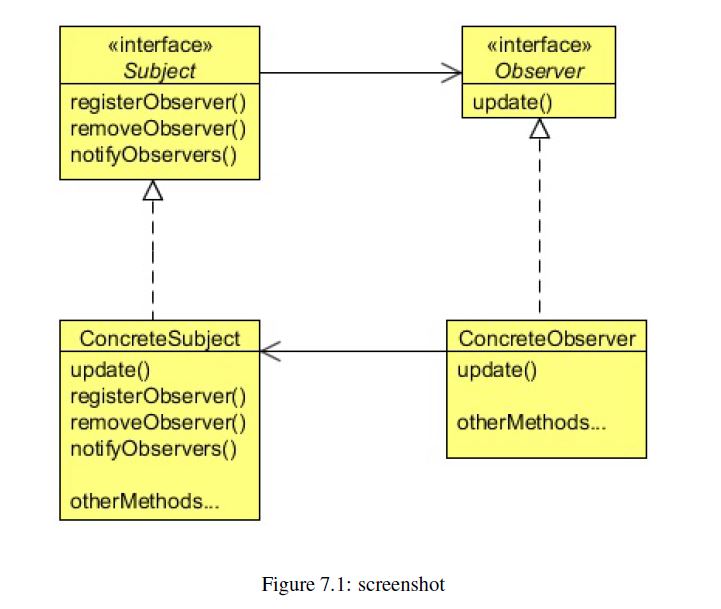 «interface»
Subject
registerObserver()
removeObserver()
notifyObservers()
«interface»
Observer
update()
ConcreteSubject
update()
registerObserver()
removeObserver()
notifyObservers()
otherMethods...
ConcreteObserver
update()
otherMethods...
Figure 7.1: screenshot